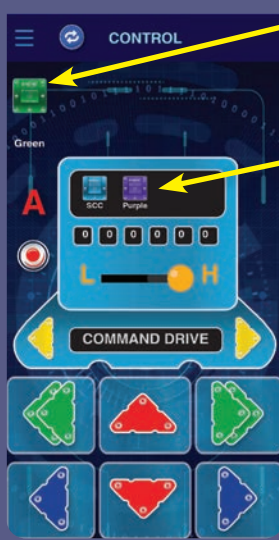 CONTROL
Green
A
SCC Purple
0 0 0 0 0 0
L H
COMMAND DRIVE